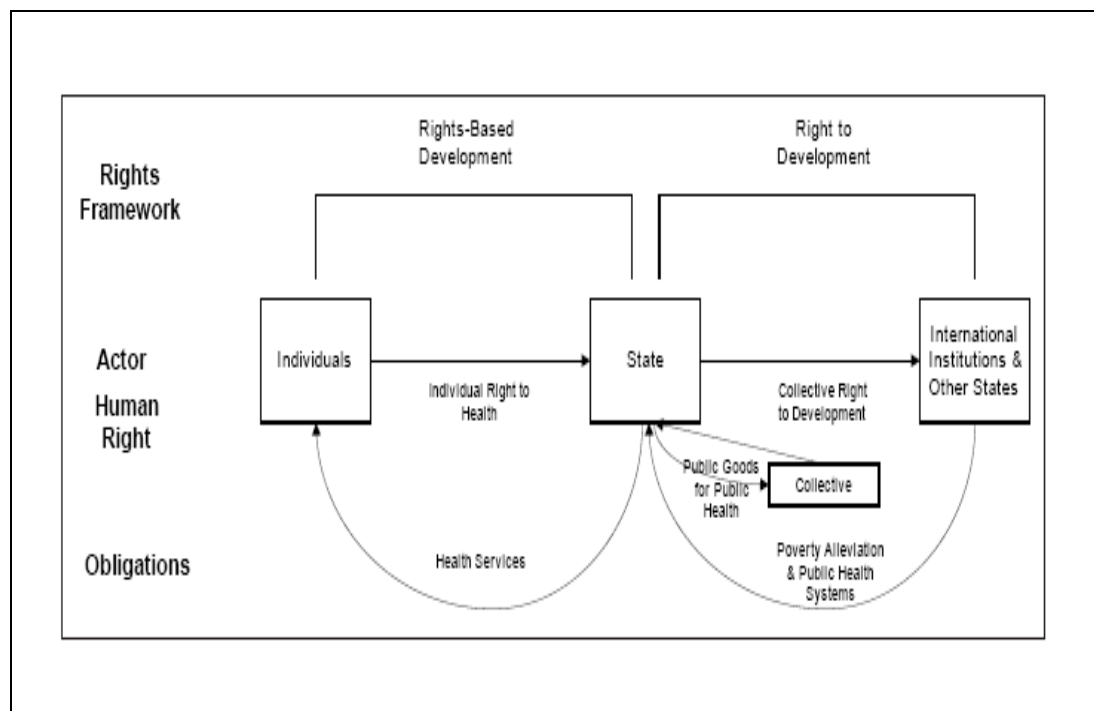 Rights-Based
Development
Right to
Development
Rights
Framework
Individuals
State
International
Institutions &
Other States
Actor
Human
Right
Individual Right to
Health
Collective Right
to Development
Public Goods
for Public
Health
Collective
Obligations
Health Services
Poverty Alleviation
& Public Health
Systems